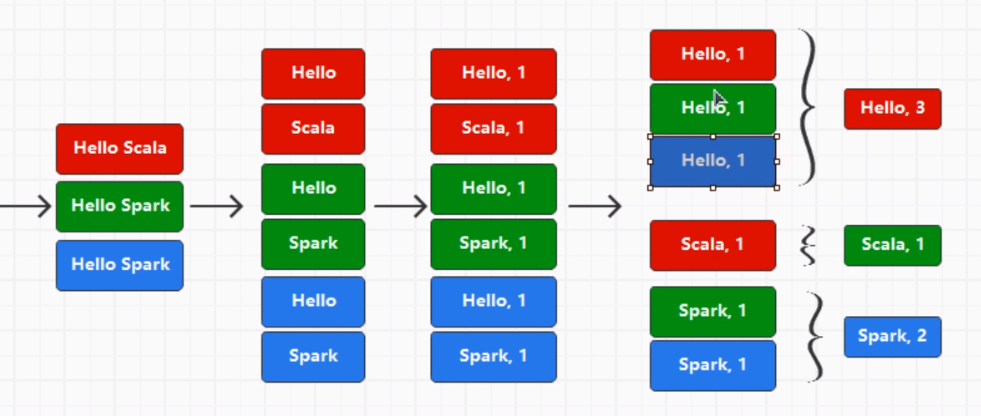 Hello Scala
Hello Spark
Hello Spark
Hello
Scala
Hello
Spark
Hello
Spark
Hello, 1
Scala, 1
Hello, 1
Spark, 1
Hello, 1
Spark, 1
Hello, 1
Hello, 1
Hello, 1
Scala, 1
Spark, 1
Spark, 1
Hello, 3
Scala, 1
Spark, 2